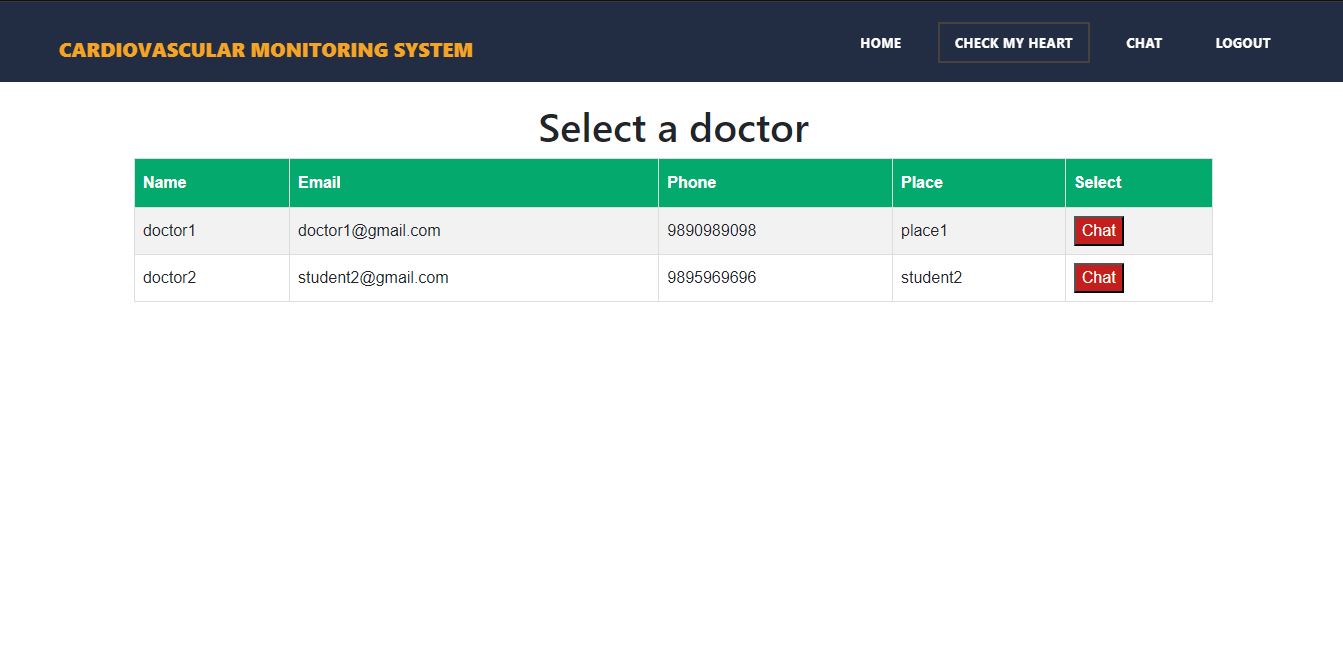 CARDIOVASCULAR MONITORING SYSTEM
HOME CHECK MY HEART CHAT LOGOUT
Select a doctor
Name Email Phone Place Select
doctor1 doctor1@gmail.com 9890989098 place1 Chat
doctor2 student2@gmail.com 9895969696 student2 Chat